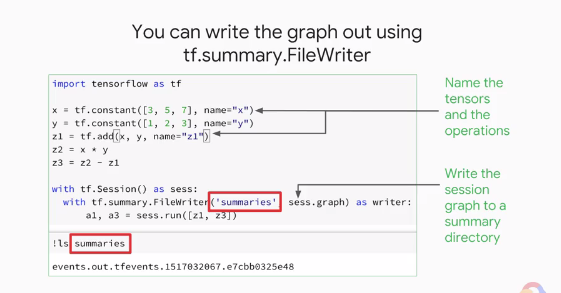 You can write the graph out using
tf.summary.FileWriter
import tensorflow as tf
x = tf.constant([3, 5, 7], name="x")
y = tf.constant([1, 2, 3], name="y")
z1 = tf.add(x, y, name="z1")
z2 = x * y
z3 = z2 - z1
with tf.Session() as sess:
with tf.summary.FileWriter('summaries' sess.graph) as writer:
a1, a3 = sess.run([z1, z3])
!ls summaries
events.out.tfevents.1517032067.e7cbb0325e48
Name the
tensors
and the
operations
Write the
session
graph to a
summary
directory